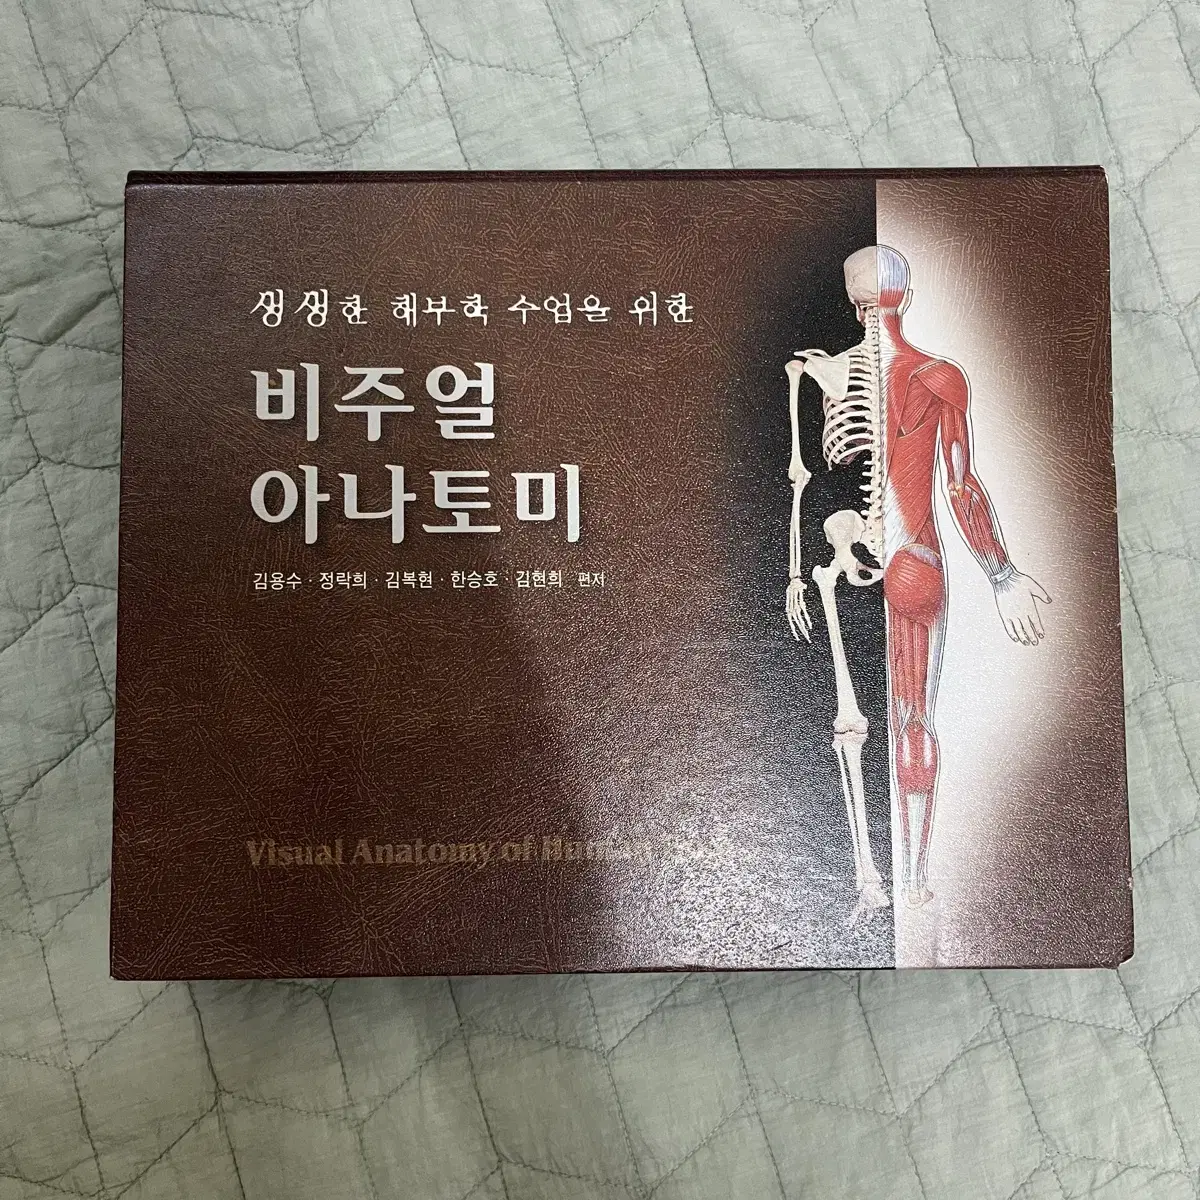 생생한 해부학 수업을 위한
비주얼
아나토미
김용수 · 정락희 · 김복현 · 한승호 · 김현희 편저
Visual Anatomy of Human